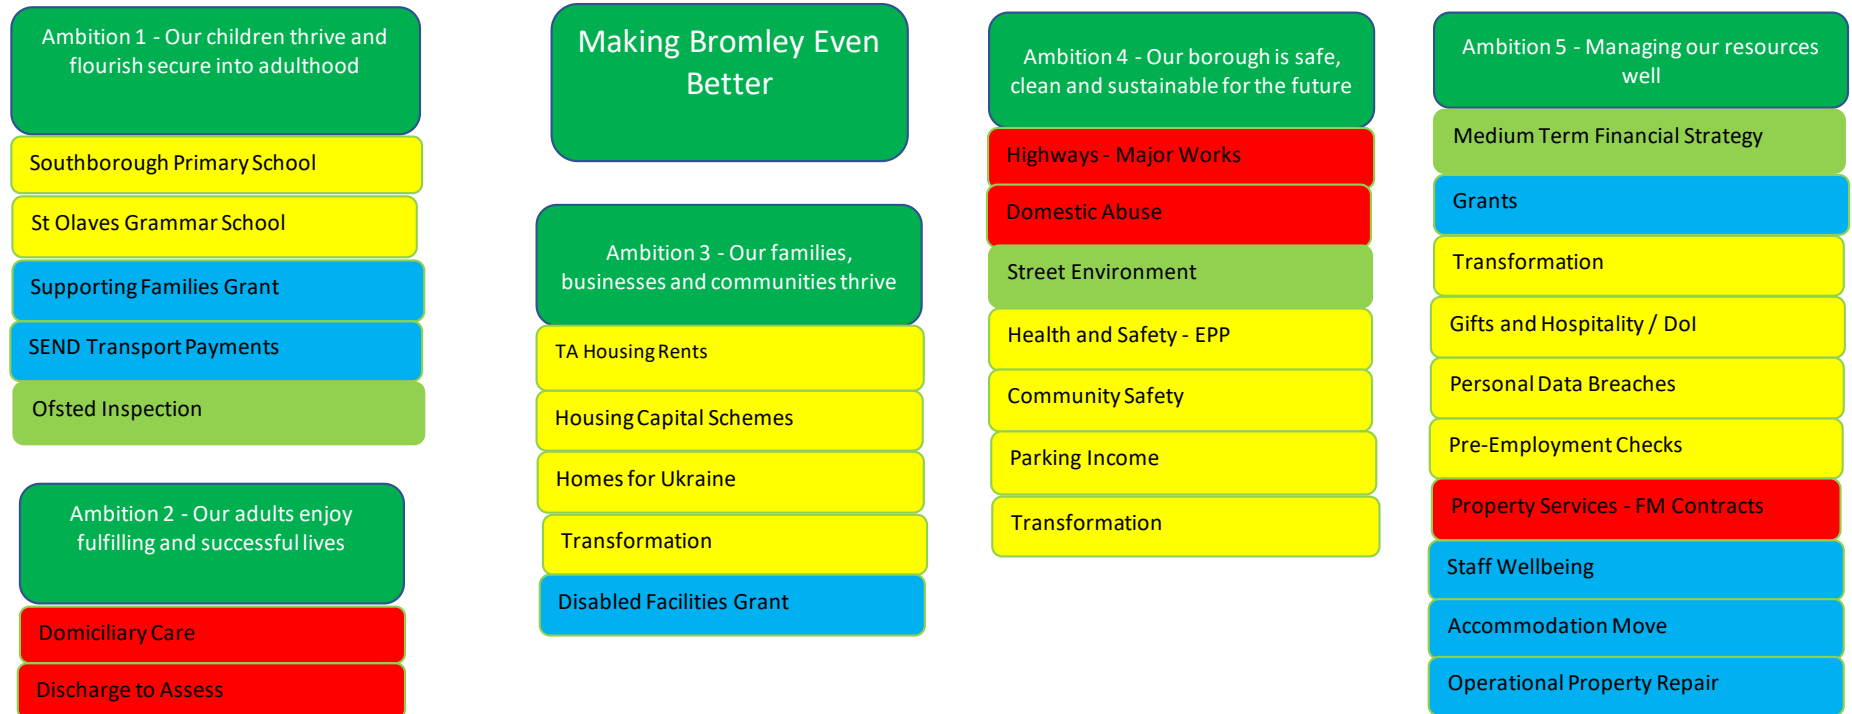 Ambition 1 - Our children thrive and
flourish secure into adulthood
Southborough Primary School
St Olaves Grammar School
Supporting Families Grant
SEND Transport Payments
Ofsted Inspection
Ambition 2 - Our adults enjoy
fulfilling and successful lives
Domiciliary Care
Discharge to Assess
Making Bromley Even
Better
Ambition 3 - Our families,
businesses and communities thrive
TA Housing Rents
Housing Capital Schemes
Homes for Ukraine
Transformation
Disabled Facilities Grant
Ambition 4 - Our borough is safe,
clean and sustainable for the future
Highways - Major Works
Domestic Abuse
Street Environment
Health and Safety - EPP
Community Safety
Parking Income
Transformation
Ambition 5 - Managing our resources
well
Medium Term Financial Strategy
Grants
Transformation
Gifts and Hospitality / DoI
Personal Data Breaches
Pre-Employment Checks
Property Services - FM Contracts
Staff Wellbeing
Accommodation Move
Operational Property Repair